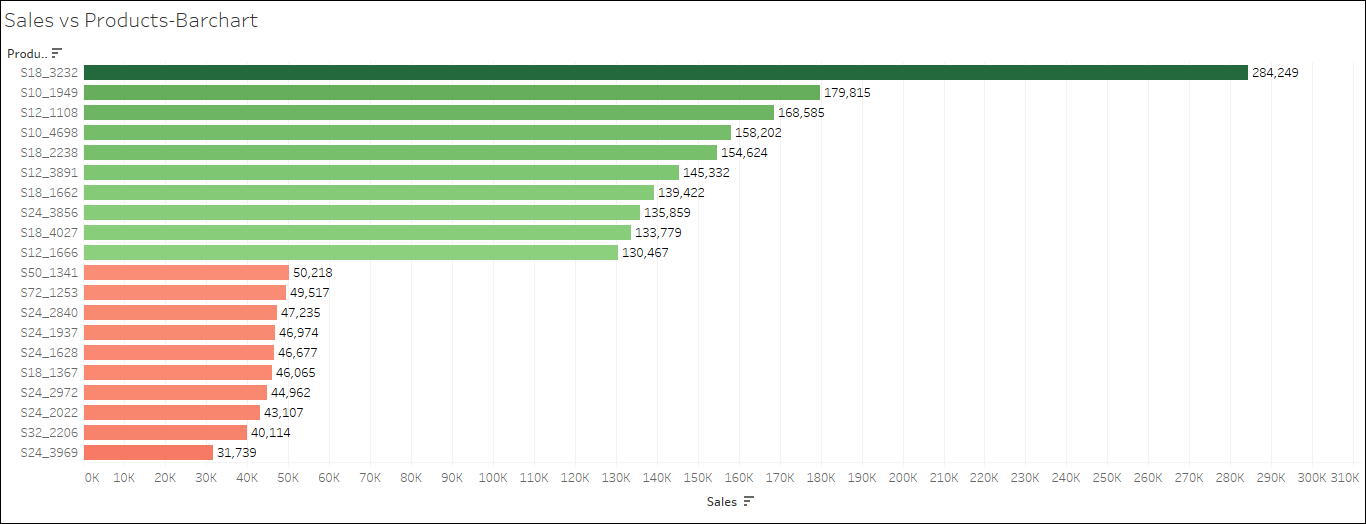 Sales vs Products-Barchart
Produ..
S18_3232 284,249
S10_1949 179,815
S12_1108 168,585
S10_4698 158,202
S18_2238 154,624
S12_3891 145,332
S18_1662 139,422
S24_3856 135,859
S18_4027 133,779
S12_1666 130,467
S50_1341 50,218
S72_1253 49,517
S24_2840 47,235
S24_1937 46,974
S24_1628 46,677
S18_1367 46,065
S24_2972 44,962
S24_2022 43,107
S32_2206 40,114
S24_3969 31,739
0K 10K 20K 30K 40K 50K 60K 70K 80K 90K 100K 110K 120K 130K 140K 150K 160K 170K 180K 190K 200K 210K 220K 230K 240K 250K 260K 270K 280K 290K 300K 310K
Sales